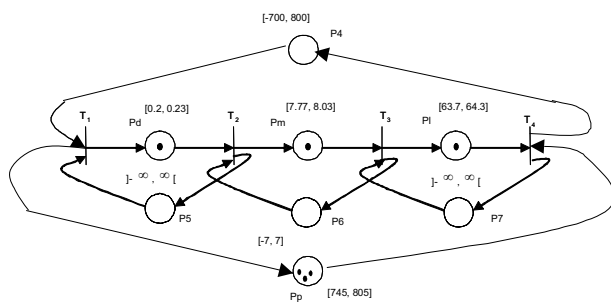 [-700, 800]
P4
T1 Pd [0.2, 0.23] T2 Pm [7.77, 8.03] T3 Pl [63.7, 64.3] T4
]- ∞ , ∞ [ ]- ∞ , ∞ [
P5 P6 P7
[-7, 7]
[745, 805]
Pp